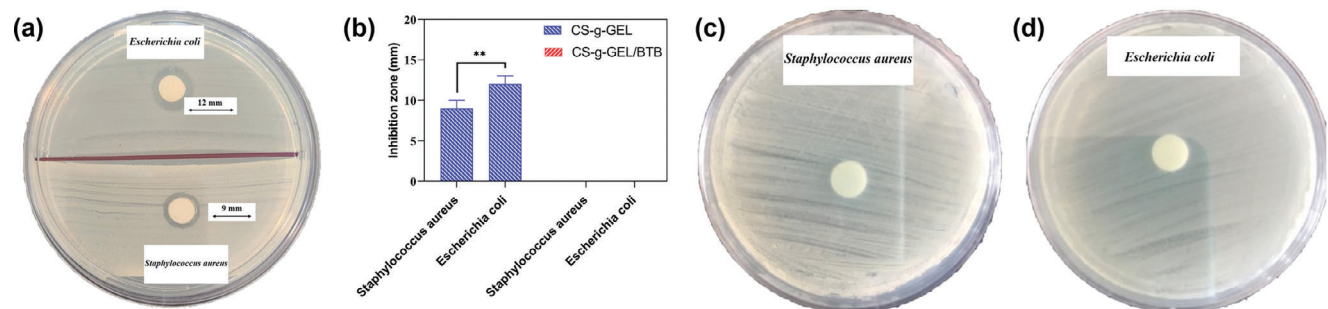 (a)
Escherichia coli
12 mm
9 mm
Staphylococcus aureus
(b)
Inhibition zone (mm)
20
15
10
5
0
**
CS-g-GEL
CS-g-GEL/BTB
Staphylococcus aureus
Escherichia coli
Staphylococcus aureus
Escherichia coli
(c)
Staphylococcus aureus
(d)
Escherichia coli